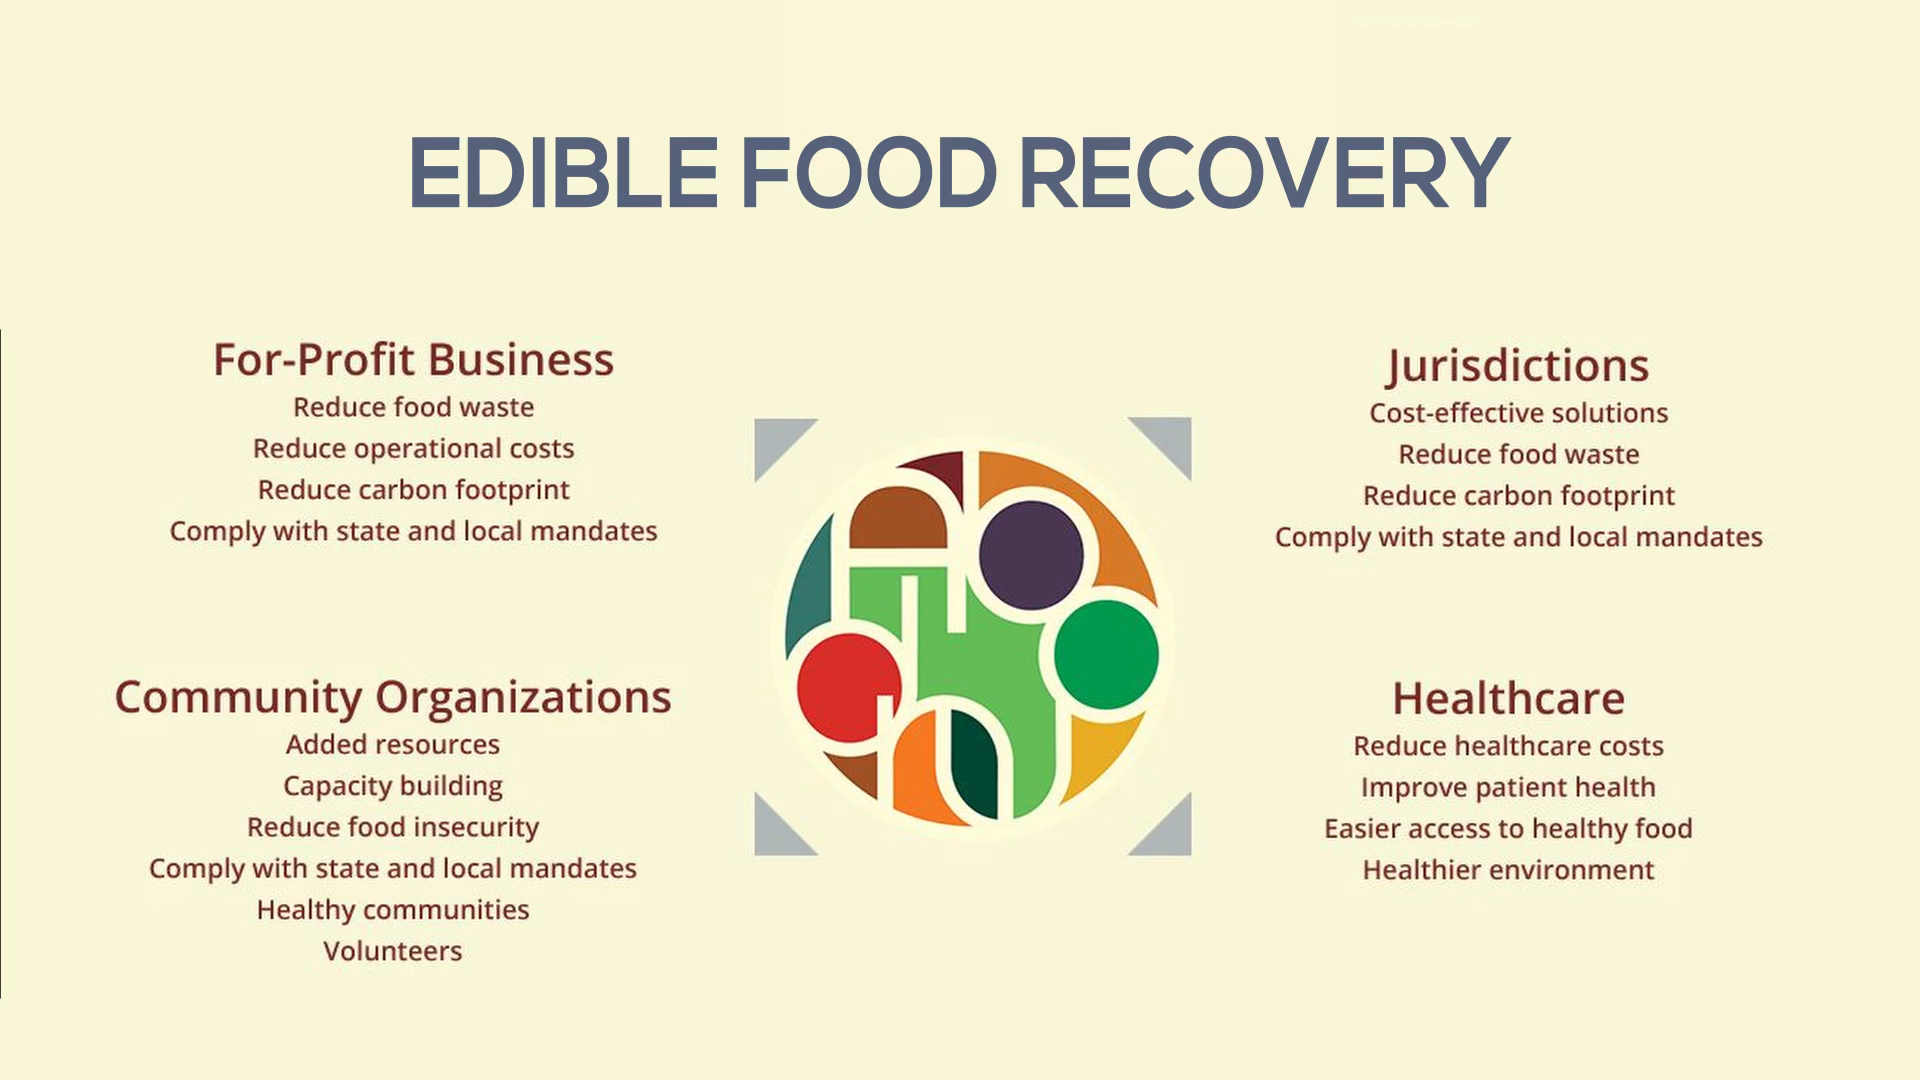 EDIBLE FOOD RECOVERY
For-Profit Business
Reduce food waste
Reduce operational costs
Reduce carbon footprint
Comply with state and local mandates
Jurisdictions
Cost-effective solutions
Reduce food waste
Reduce carbon footprint
Comply with state and local mandates
Community Organizations
Added resources
Capacity building
Reduce food insecurity
Comply with state and local mandates
Healthy communities
Volunteers
Healthcare
Reduce healthcare costs
Improve patient health
Easier access to healthy food
Healthier environment